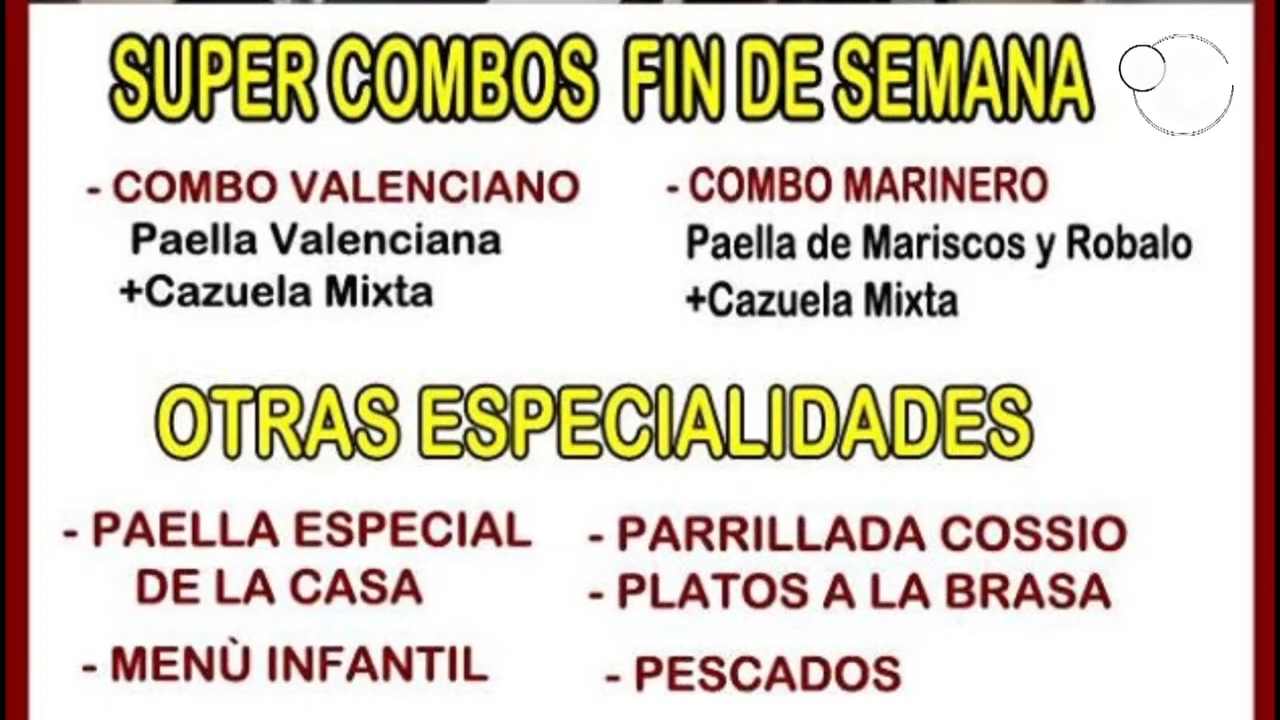 SUPER COMBOS FIN DE SEMANA
- COMBO VALENCIANO
Paella Valenciana
+Cazuela Mixta
- COMBO MARINERO
Paella de Mariscos y Robalo
+Cazuela Mixta
OTRAS ESPECIALIDADES
- PAELLA ESPECIAL
DE LA CASA
- MENÙ INFANTIL
- PARRILLADA COSSIO
- PLATOS A LA BRASA
- PESCADOS